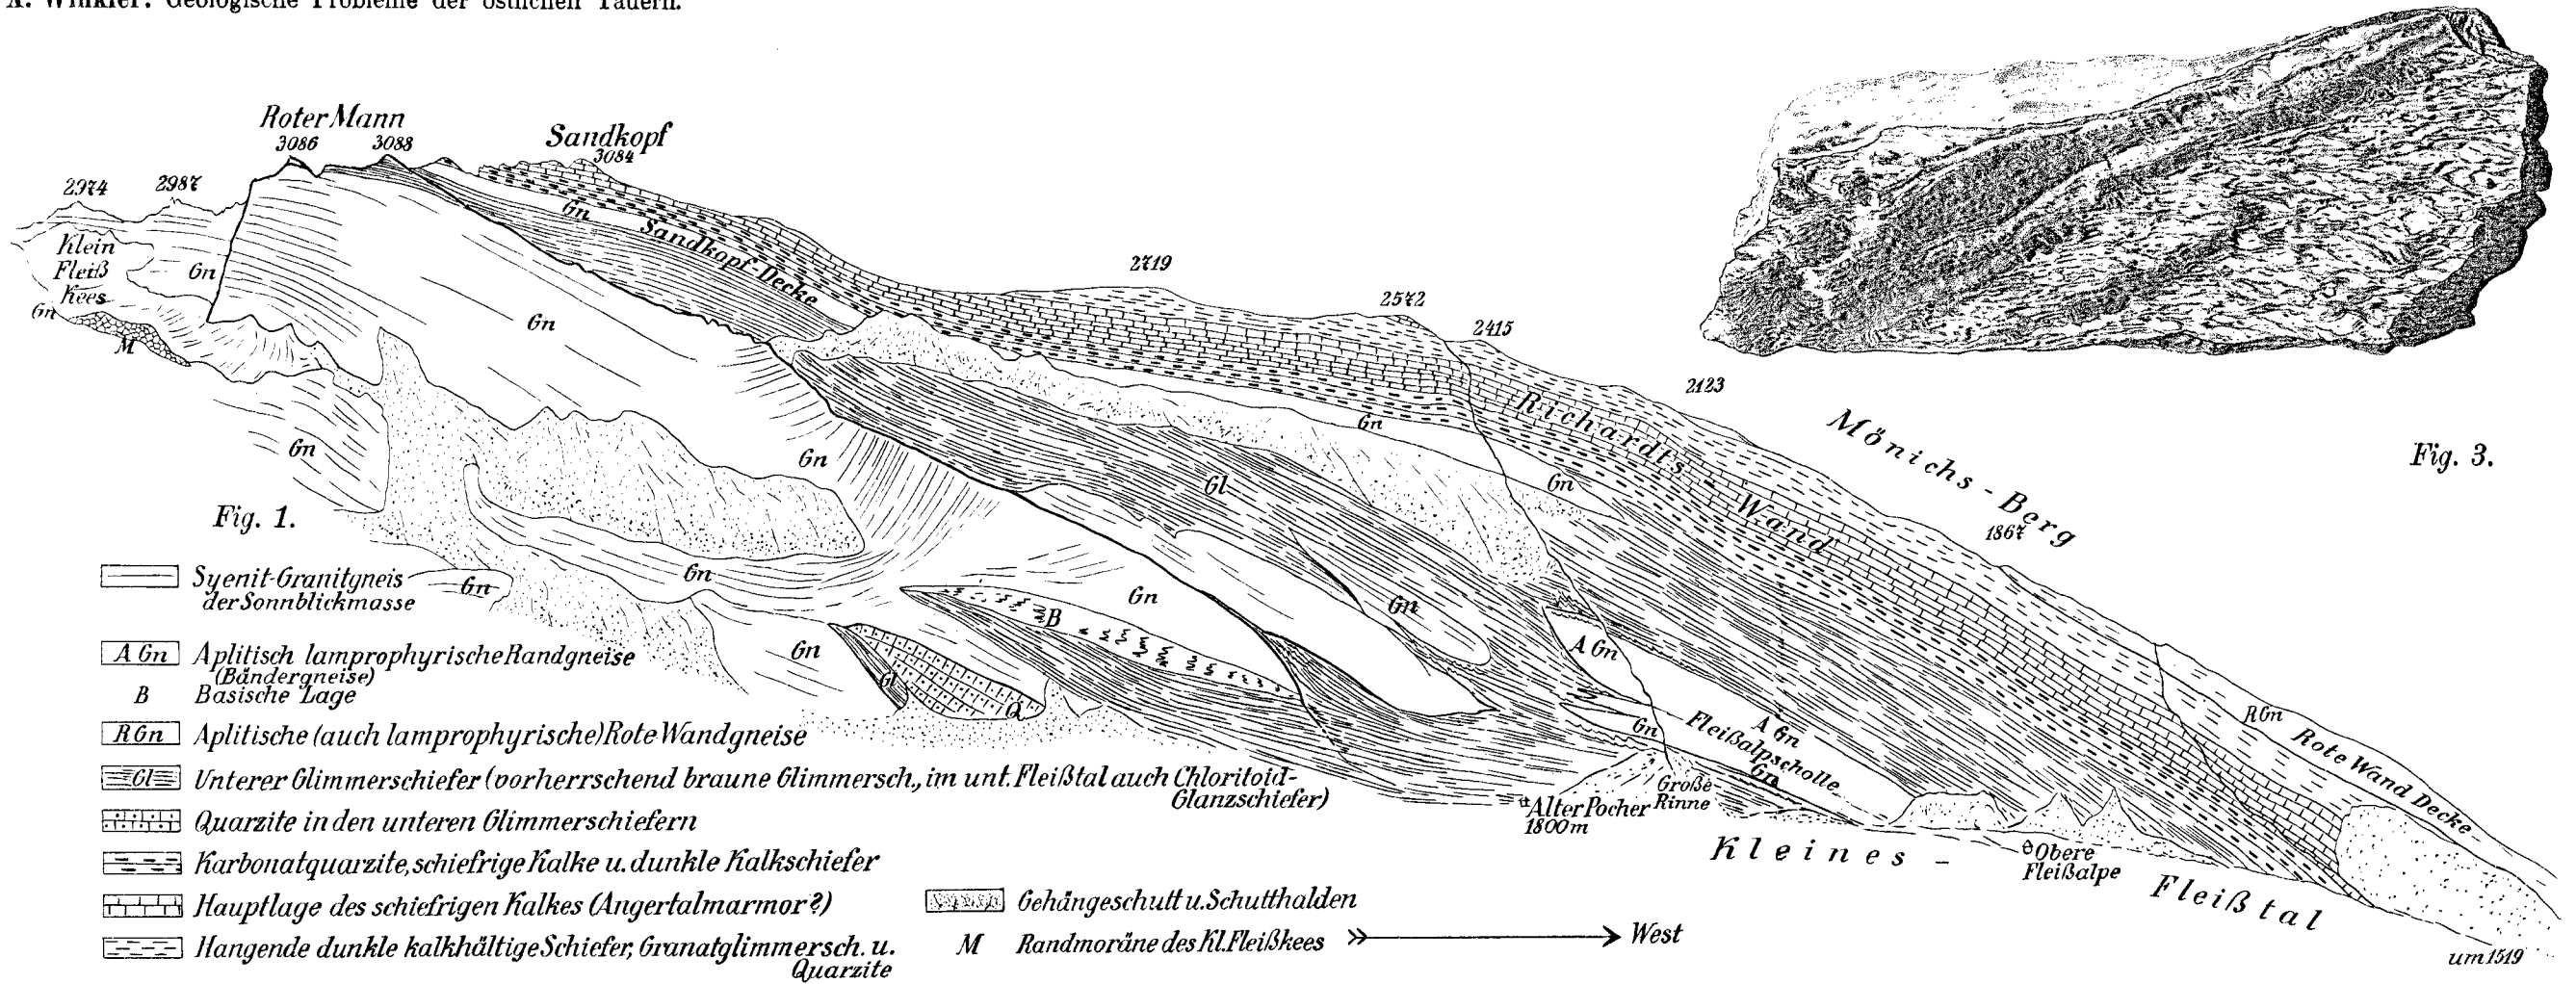 A. Winkler: Geologische Probleme der östlichen Tauern.
Roter Mann
3086
3088
Sandkopf
3084
2974
2987
Klein
Fleiß
Kees
Gn
Gn
M
Gn
Gn
Gn
Sandkopf-Decke
2719
2572
2415
2123
Mönichs-Berg
1867
Richardts Wand
Gn
Gn
Gn
Gl
Gn
Gn
Gn
Gn
B
Gn
Gn
Gl
Q
A Gn
Gn
Fleißalpscholle
A Gn
Gn
R Gn
Rote Wand Decke
Große
Rinne
Alter Pocher
1800m
Obere
Fleißalpe
Kleines - Fleißtal
um 1519
Fig. 3.
Fig. 1.
Syenit-Granitgneis
der Sonnblickmasse
A Gn Aplitisch lamprophyrische Randgneise
(Bändergneise)
B Basische Lage
R Gn Aplitische (auch lamprophyrische) Rote Wandgneise
Gl Unterer Glimmerschiefer (vorherrschend braune Glimmersch., im unt. Fleißtal auch Chloritoid-
Glanzschiefer)
Quarzite in den unteren Glimmerschiefern
Karbonatquarzite, schiefrige Kalke u. dunkle Kalkschiefer
Hauptlage des schiefrigen Kalkes (Angertalmarmor?)
Hangende dunkle kalkhältige Schiefer, Granatglimmersch. u.
Quarzite
Gehängeschutt u. Schutthalden
M Randmoräne des Kl. Fleißkees
West